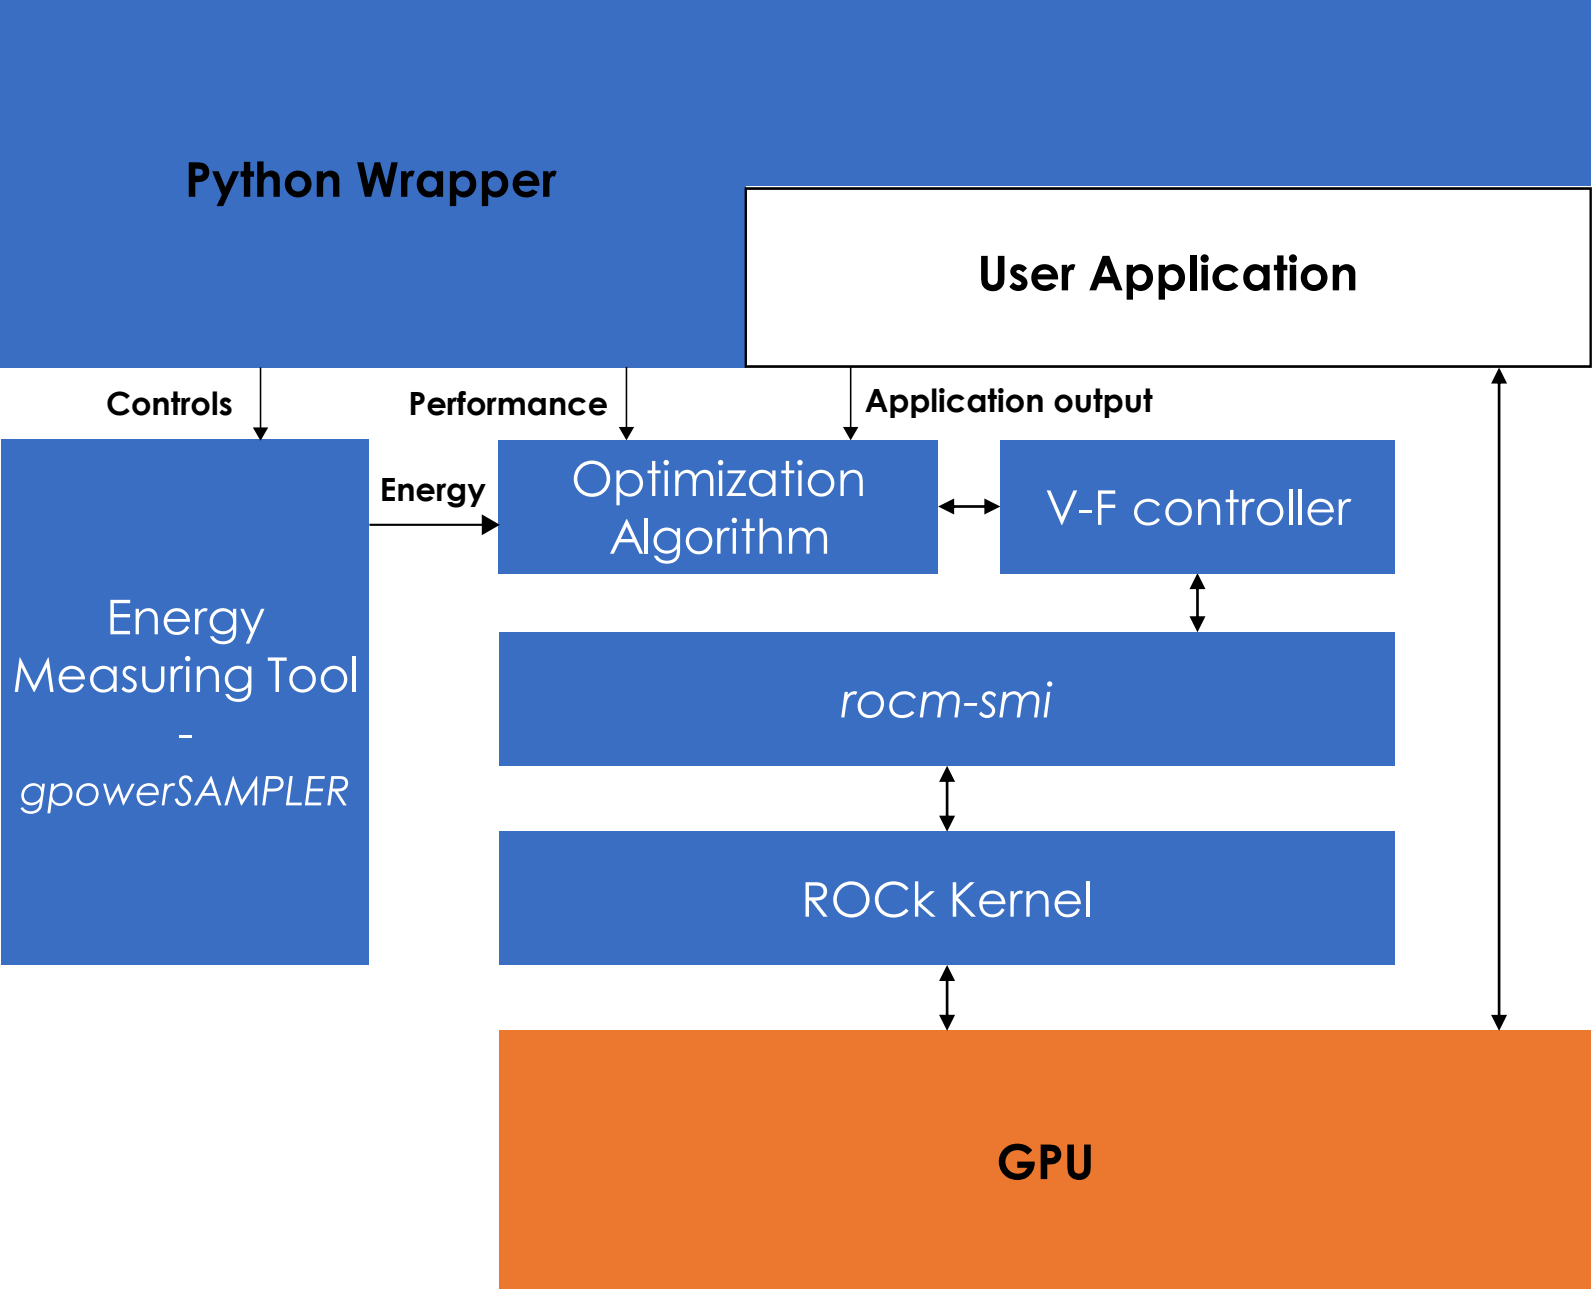 Python Wrapper
User Application
Controls
Performance
Application output
Energy
Optimization
Algorithm
V-F controller
Energy
Measuring Tool
-
gpowerSAMPLER
rocm-smi
ROCk Kernel
GPU